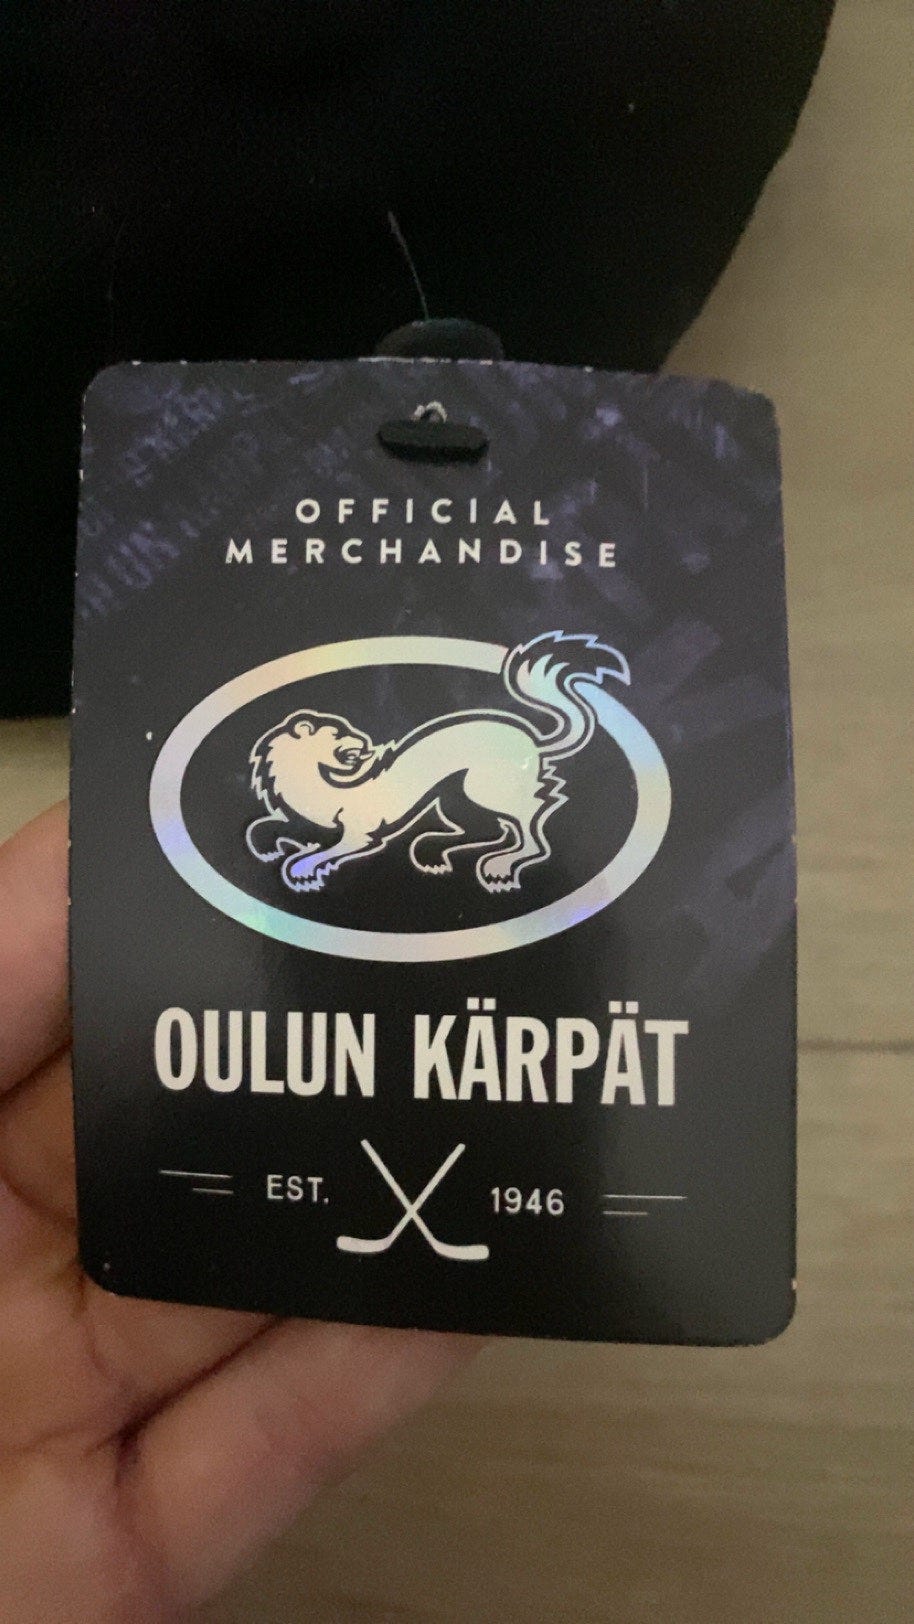 OFFICIAL
MERCHANDISE
OULUN KÄRPÄT
EST. 1946